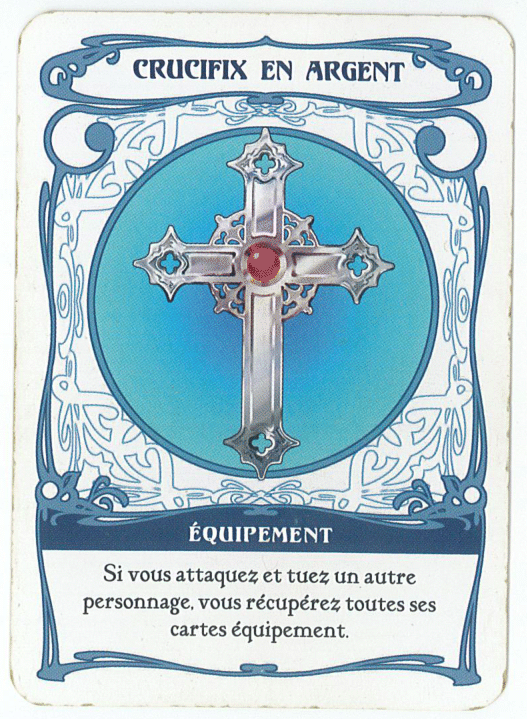 CRUCIFIX EN ARGENT
ÉQUIPEMENT
Si vous attaquez et tuez un autre
personnage, vous récupérez toutes ses
cartes équipement.